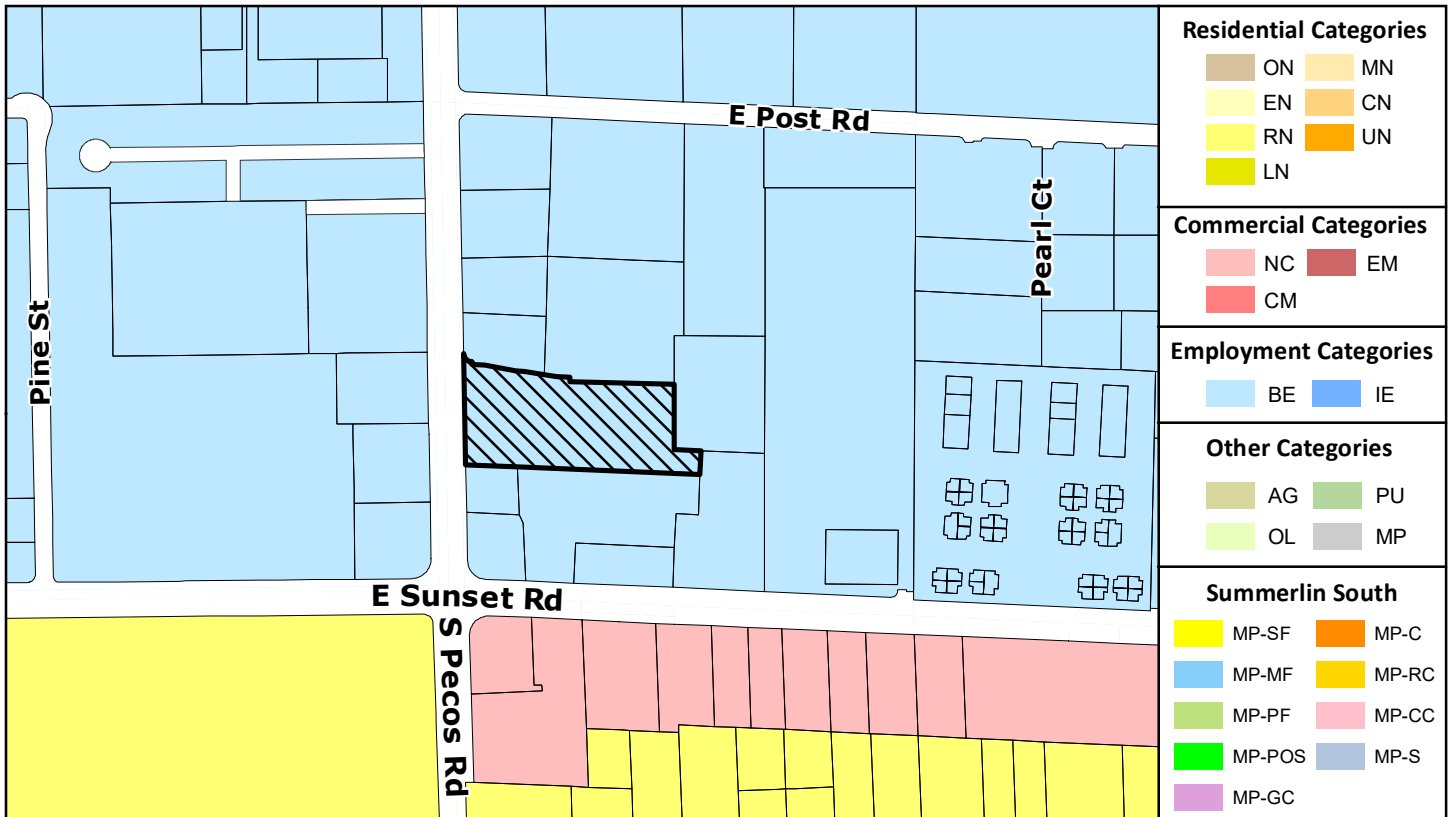 E Post Rd
Pearl Ct
Pine St
E Sunset Rd
S Pecos Rd
Residential Categories
ON MN
EN CN
RN UN
LN
Commercial Categories
NC EM
CM
Employment Categories
BE IE
Other Categories
AG PU
OL MP
Summerlin South
MP-SF MP-C
MP-MF MP-RC
MP-PF MP-CC
MP-POS MP-S
MP-GC